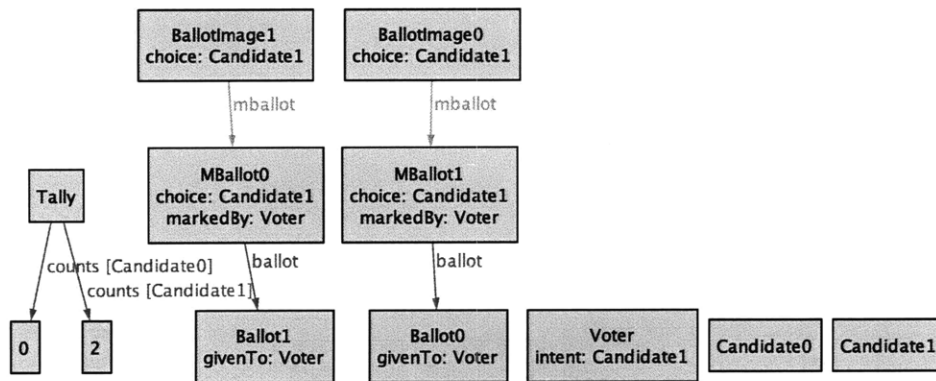 BallotImage1
choice: Candidate1
BallotImage0
choice: Candidate1
mballot
mballot
MBallot0
choice: Candidate1
markedBy: Voter
MBallot1
choice: Candidate1
markedBy: Voter
Tally
counts [Candidate0]
counts [Candidate1]
ballot
ballot
0
2
Ballot1
givenTo: Voter
Ballot0
givenTo: Voter
Voter
intent: Candidate1
Candidate0
Candidate1